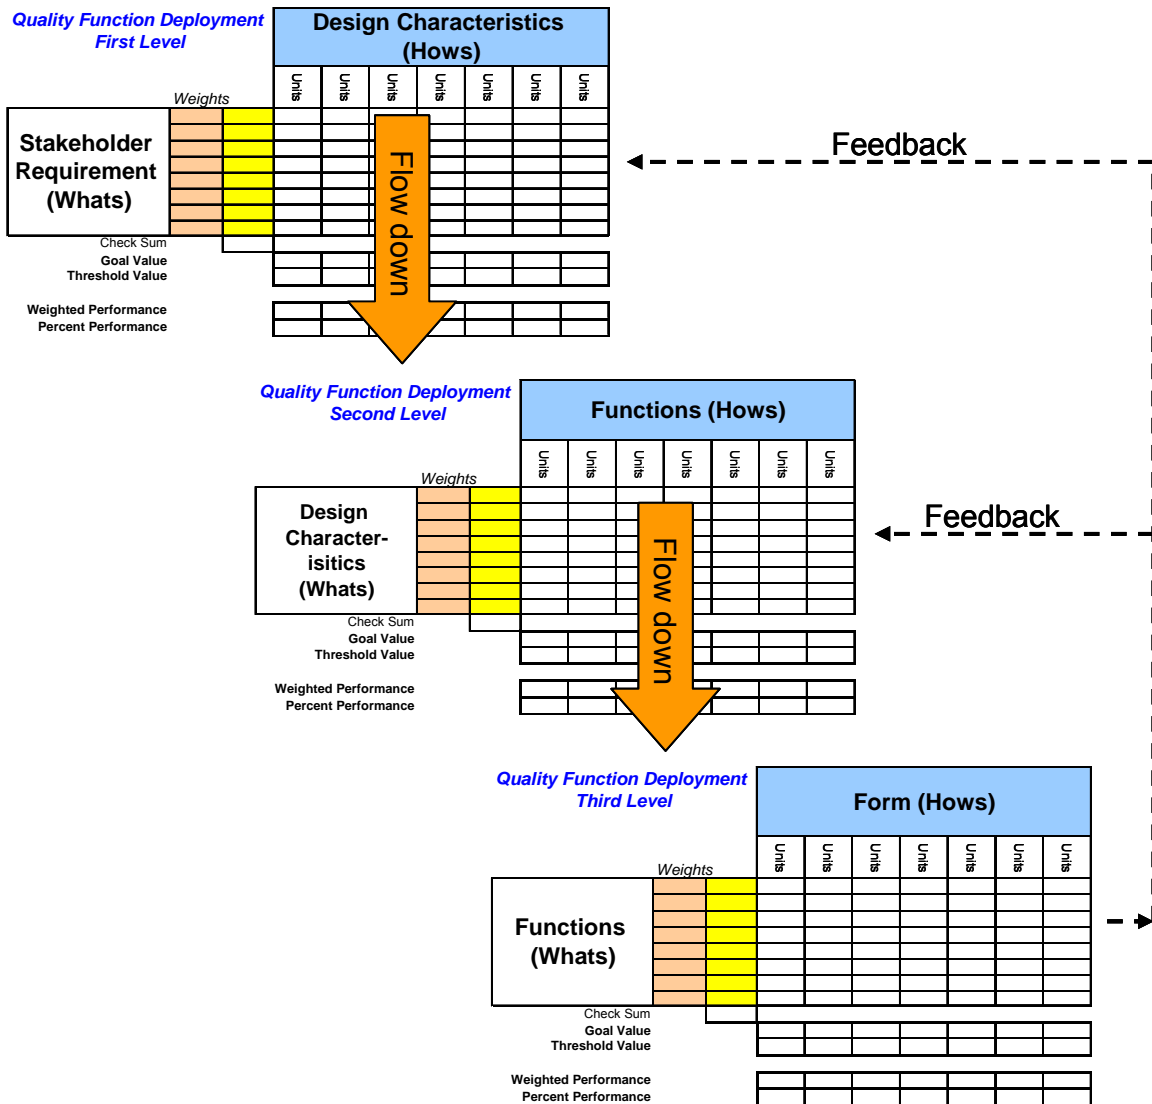 Quality Function Deployment
First Level
Design Characteristics
(Hows)
Units Units Units Units Units Units Units
Weights
Stakeholder
Requirement
(Whats)
Check Sum
Goal Value
Threshold Value
Weighted Performance
Percent Performance
Flow down
Feedback
Quality Function Deployment
Second Level
Functions (Hows)
Units Units Units Units Units Units Units
Weights
Design
Character-
isitics
(Whats)
Check Sum
Goal Value
Threshold Value
Weighted Performance
Percent Performance
Flow down
Feedback
Quality Function Deployment
Third Level
Form (Hows)
Units Units Units Units Units Units Units
Weights
Functions
(Whats)
Check Sum
Goal Value
Threshold Value
Weighted Performance
Percent Performance